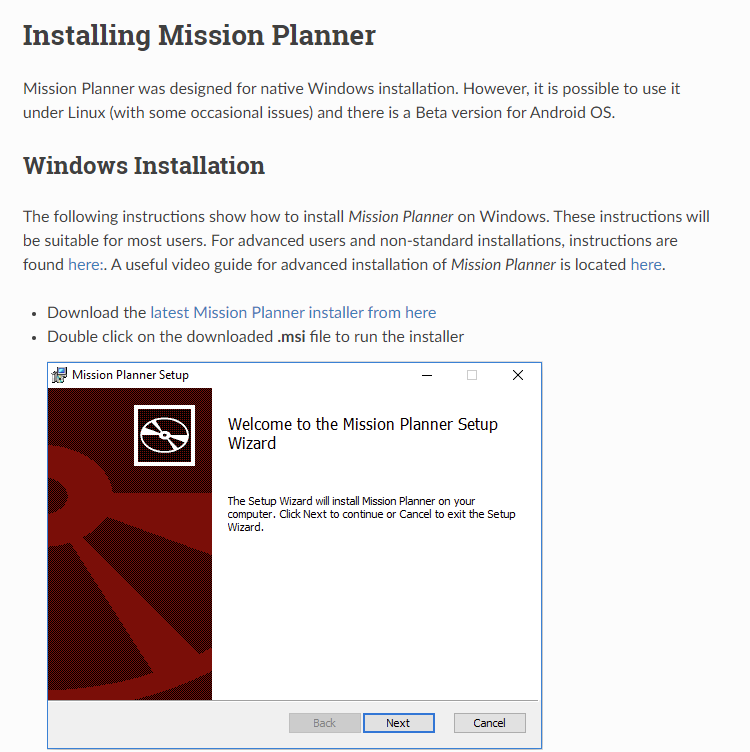 Installing Mission Planner
Mission Planner was designed for native Windows installation. However, it is possible to use it
under Linux (with some occasional issues) and there is a Beta version for Android OS.
Windows Installation
The following instructions show how to install Mission Planner on Windows. These instructions will
be suitable for most users. For advanced users and non-standard installations, instructions are
found here:. A useful video guide for advanced installation of Mission Planner is located here.
• Download the latest Mission Planner installer from here
• Double click on the downloaded .msi file to run the installer
Mission Planner Setup
Welcome to the Mission Planner Setup
Wizard
The Setup Wizard will install Mission Planner on your
computer. Click Next to continue or Cancel to exit the Setup
Wizard.
Back Next Cancel